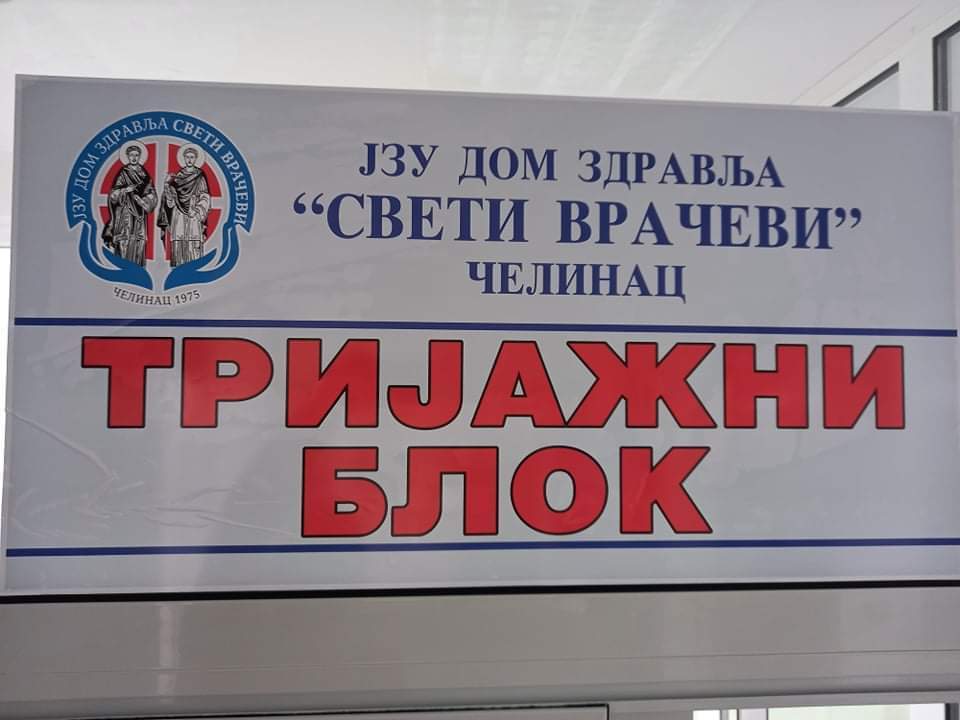 ЈЗУ ДОМ ЗДРАВЉА СВЕТИ ВРАЧЕВИ
ЧЕЛИНАЦ 1975
ЈЗУ ДОМ ЗДРАВЉА
“СВЕТИ ВРАЧЕВИ”
ЧЕЛИНАЦ
ТРИЈАЖНИ
БЛОК